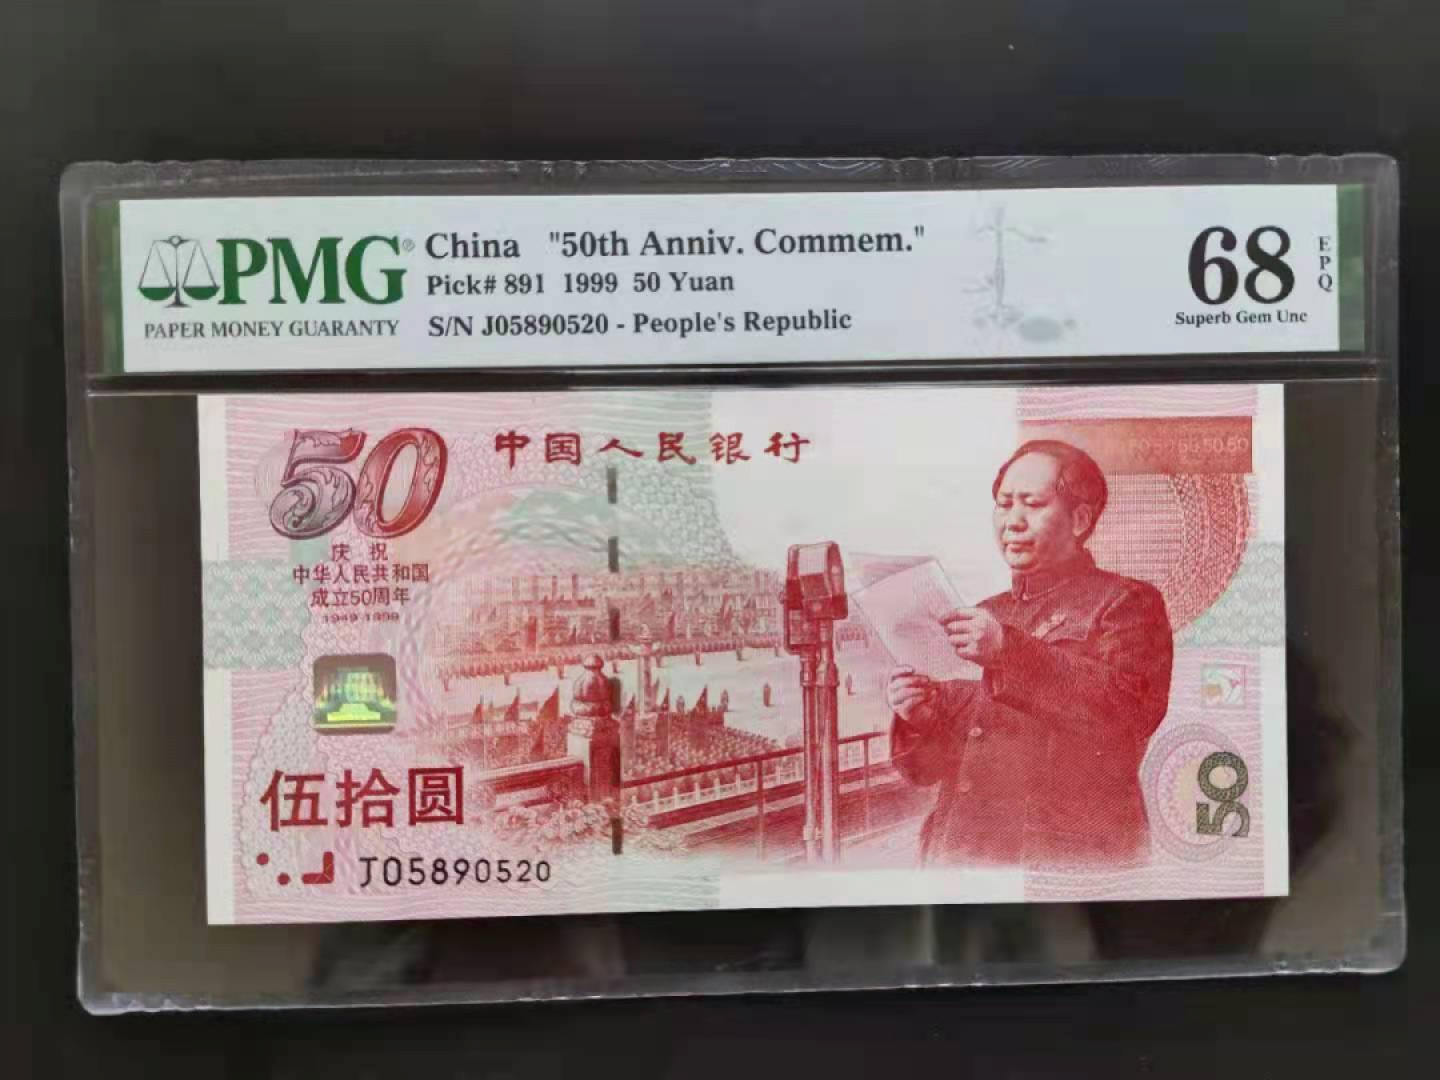 PMG®
PAPER MONEY GUARANTY
China "50th Anniv. Commem."
Pick# 891 1999 50 Yuan
S/N J05890520 - People's Republic
68
EPQ
Superb Gem Unc
50
中国人民银行
庆祝
中华人民共和国
成立50周年
1949-1999
伍拾圆
J05890520
50